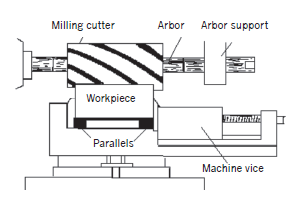 Milling cutter
Arbor
Arbor support
Workpiece
Parallels
Machine vice